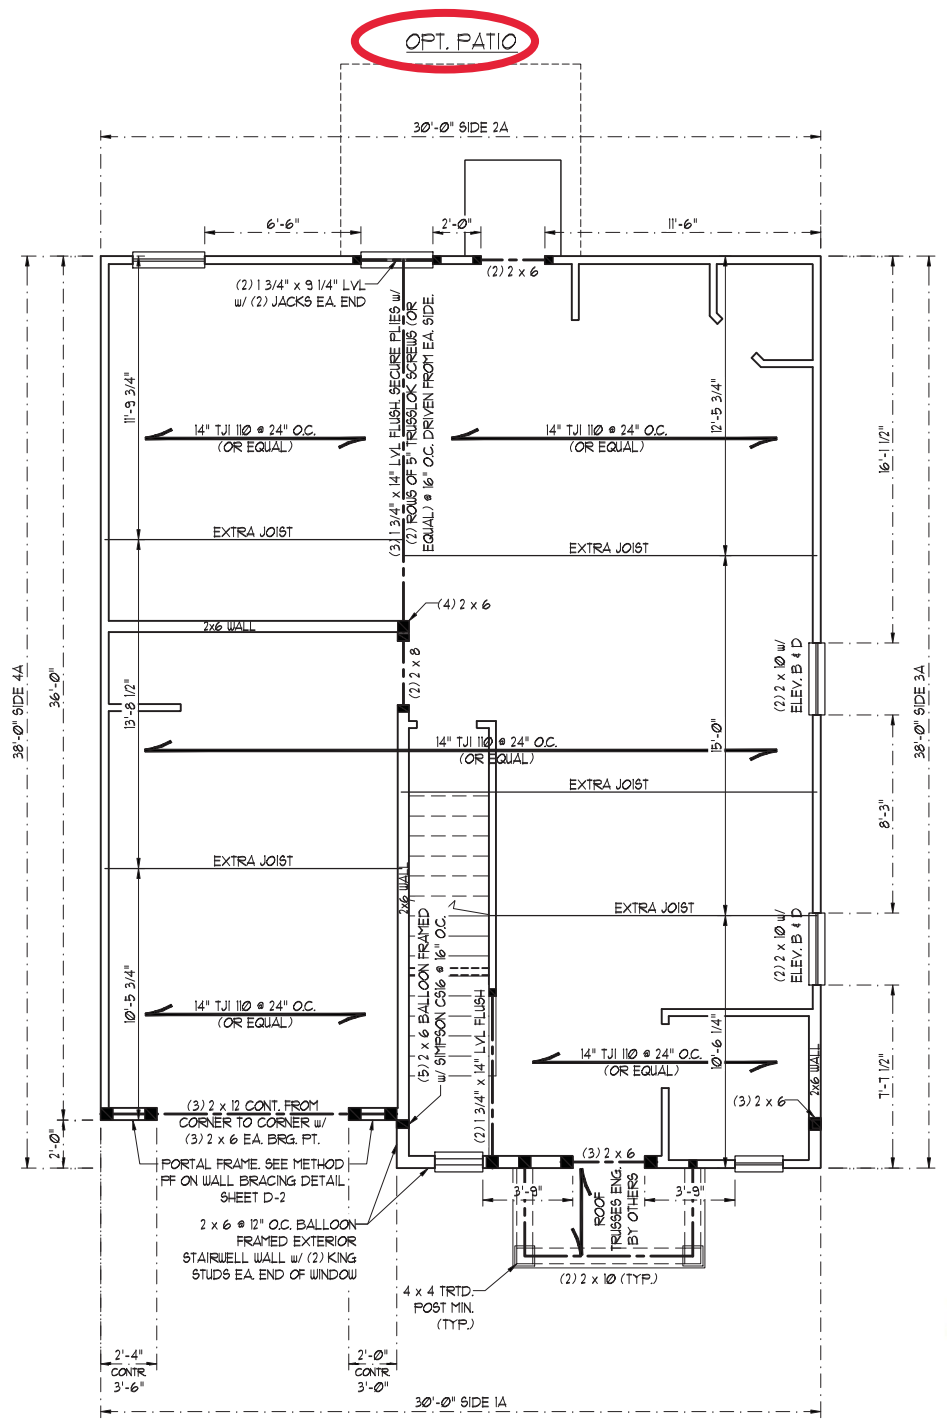 OPT. PATIO
30'-0" SIDE 2A
6'-6"
2'-0"
11'-6"
(2) 2 x 6
(2) 1 3/4" x 9 1/4" LVL
w/ (2) JACKS EA. END
(3) 1 3/4" x 14" LVL FLUSH. SECURE PLIES w/
(2) ROWS OF 5" TRUSSLOK SCREWS (OR
EQUAL) @ 16" O.C. DRIVEN FROM EA. SIDE.
11'-9 3/4"
12'-5 3/4"
16'-1 1/2"
14" TJI 110 @ 24" O.C.
(OR EQUAL)
14" TJI 110 @ 24" O.C.
(OR EQUAL)
EXTRA JOIST
EXTRA JOIST
(4) 2 x 6
2x6 WALL
(2) 2 x 8
38'-0" SIDE 4A
36'-0"
13'-8 1/2"
(2) 2 x 10 w/
ELEV. B & D
38'-0" SIDE 3A
14" TJI 110 @ 24" O.C.
(OR EQUAL)
15'-0"
EXTRA JOIST
8'-3"
EXTRA JOIST
2x6 WALL
EXTRA JOIST
(2) 2 x 10 w/
ELEV. B & D
(5) 2 x 6 BALLOON FRAMED
w/ SIMPSON CS16 @ 16" O.C.
10'-5 3/4"
14" TJI 110 @ 24" O.C.
(OR EQUAL)
(2) 1 3/4" x 14" LVL FLUSH
14" TJI 110 @ 24" O.C.
(OR EQUAL)
10'-6 1/4"
2x6 WALL
7'-7 1/2"
(3) 2 x 6
(3) 2 x 12 CONT. FROM
CORNER TO CORNER w/
(3) 2 x 6 EA. BRG. PT.
2'-0"
PORTAL FRAME. SEE METHOD
PF ON WALL BRACING DETAIL
SHEET D-2
(3) 2 x 6
3'-9"
3'-9"
ROOF
TRUSSES ENG.
BY OTHERS
2 x 6 @ 12" O.C. BALLOON
FRAMED EXTERIOR
STAIRWELL WALL w/ (2) KING
STUDS EA. END OF WINDOW
(2) 2 x 10 (TYP.)
4 x 4 TRTD.
POST MIN.
(TYP.)
2'-4"
CONTR
3'-6"
2'-0"
CONTR
3'-0"
30'-0" SIDE 1A